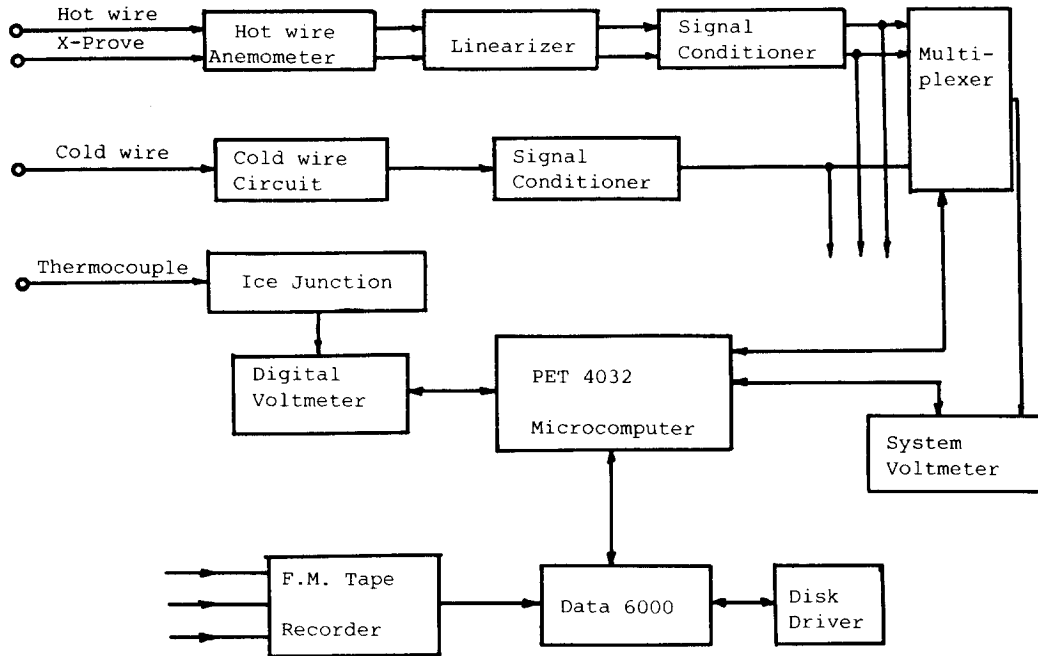 Hot wire
X-Prove
Hot wire
Anemometer
Linearizer
Signal
Conditioner
Multi-
plexer
Cold wire
Cold wire
Circuit
Signal
Conditioner
Thermocouple
Ice Junction
Digital
Voltmeter
PET 4032
Microcomputer
System
Voltmeter
F.M. Tape
Recorder
Data 6000
Disk
Driver